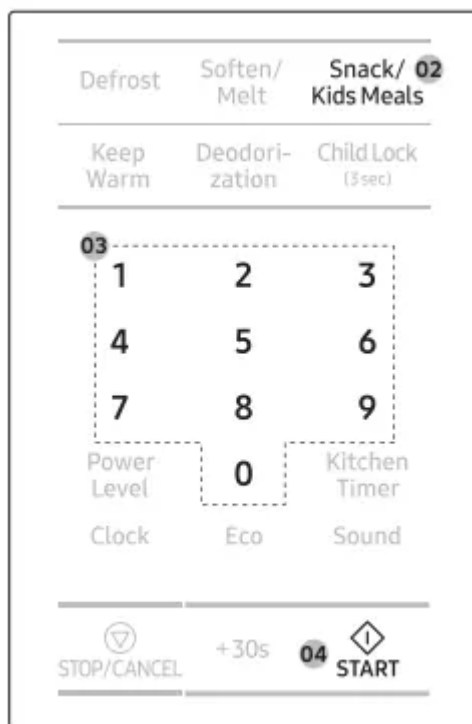 Defrost Soften/ Melt Snack/ Kids Meals 02
Keep Warm Deodori- zation Child Lock (3 sec)
03
1 2 3
4 5 6
7 8 9
Power Level 0 Kitchen Timer
Clock Eco Sound
STOP/CANCEL +30s 04 START